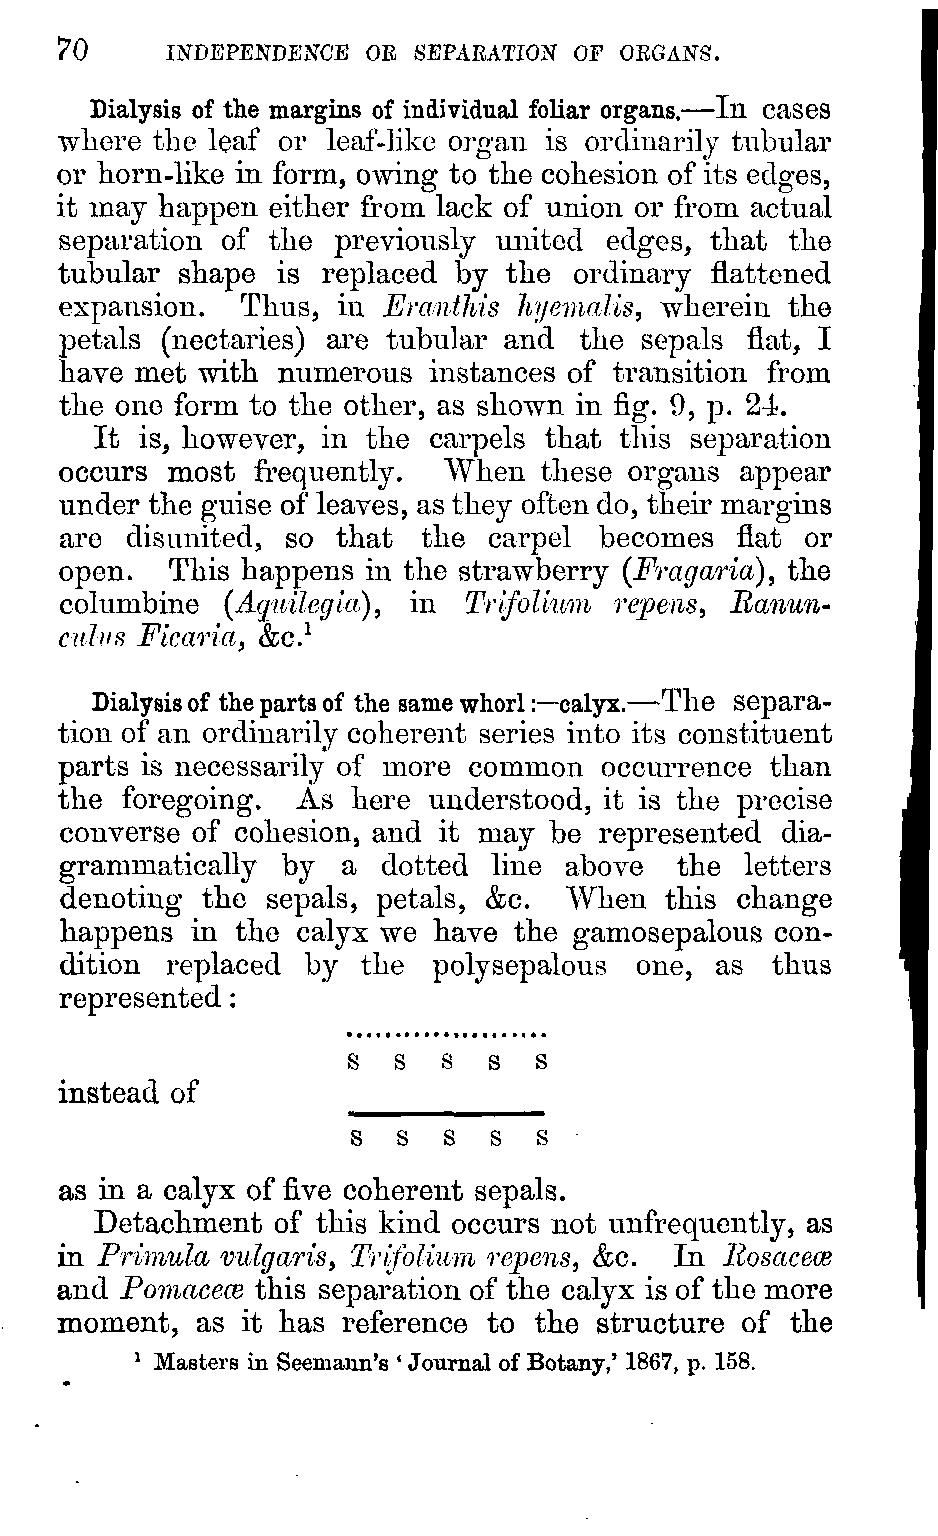 70 INDEPENDENCE OR SEPARATION OF ORGANS.
Dialysis of the margins of individual foliar organs.—In cases
where the leaf or leaf-like organ is ordinarily tubular
or horn-like in form, owing to the cohesion of its edges,
it may happen either from lack of union or from actual
separation of the previously united edges, that the
tubular shape is replaced by the ordinary flattened
expansion. Thus, in Eranthis hyemalis, wherein the
petals (nectaries) are tubular and the sepals flat, I
have met with numerous instances of transition from
the one form to the other, as shown in fig. 9, p. 24.
It is, however, in the carpels that this separation
occurs most frequently. When these organs appear
under the guise of leaves, as they often do, their margins
are disunited, so that the carpel becomes flat or
open. This happens in the strawberry (Fragaria), the
columbine (Aquilegia), in Trifolium repens, Ranun-
culus Ficaria, &c.¹
Dialysis of the parts of the same whorl:—calyx.—The separa-
tion of an ordinarily coherent series into its constituent
parts is necessarily of more common occurrence than
the foregoing. As here understood, it is the precise
converse of cohesion, and it may be represented dia-
grammatically by a dotted line above the letters
denoting the sepals, petals, &c. When this change
happens in the calyx we have the gamosepalous con-
dition replaced by the polysepalous one, as thus
represented:
.....................
S S S S S
instead of
S S S S S
as in a calyx of five coherent sepals.
Detachment of this kind occurs not unfrequently, as
in Primula vulgaris, Trifolium repens, &c. In Rosaceæ
and Pomaceæ this separation of the calyx is of the more
moment, as it has reference to the structure of the
¹ Masters in Seemann's ‘Journal of Botany,’ 1867, p. 158.